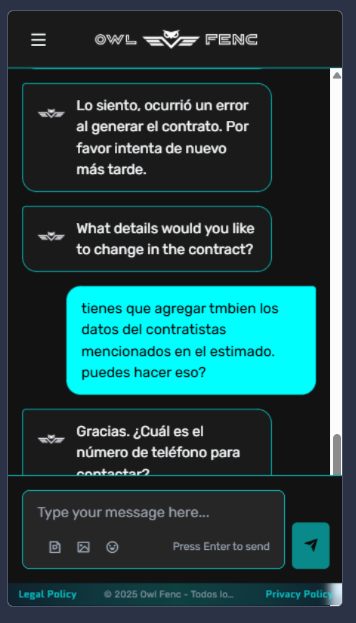 OWL FENC
Lo siento, ocurrió un error
al generar el contrato. Por
favor intenta de nuevo
más tarde.
What details would you like
to change in the contract?
tienes que agregar tmbien los
datos del contratistas
mencionados en el estimado.
puedes hacer eso?
Gracias. ¿Cuál es el
número de teléfono para
contactar?
Type your message here...
Press Enter to send
Legal Policy © 2025 Owl Fenc - Todos lo... Privacy Policy